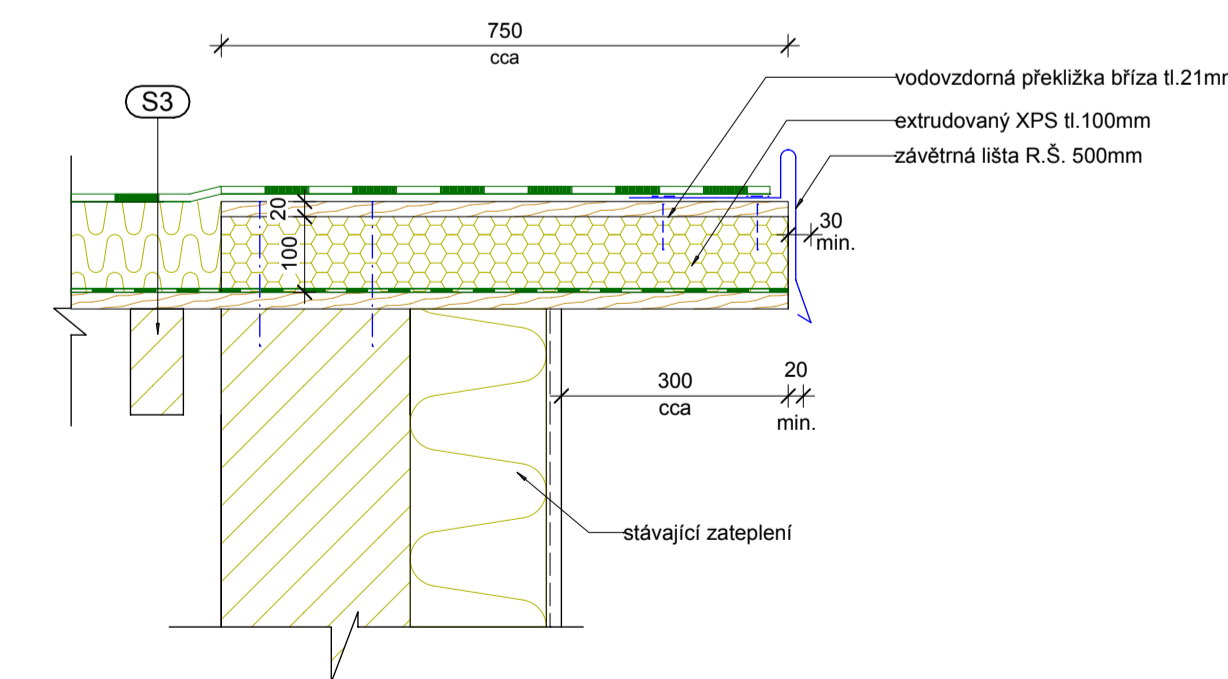 750
cca
S3
vodovzdorná překližka bříza tl.21mm
extrudovaný XPS tl.100mm
závětrná lišta R.Š. 500mm
20
100
30
min.
300
cca
20
min.
stávající zateplení